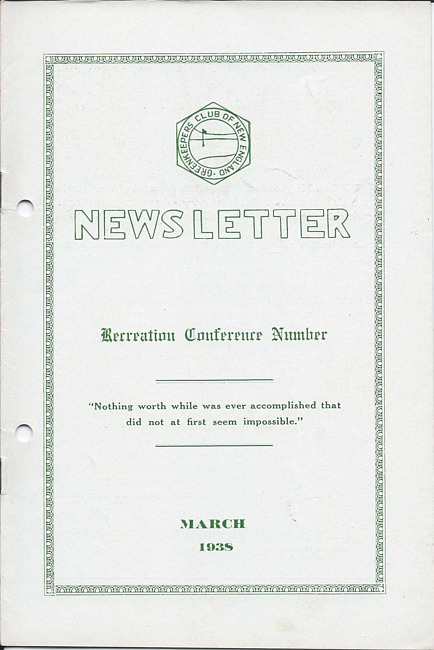 GREENKEEPERS CLUB OF NEW ENGLAND
NEWS LETTER
Recreation Conference Number
“Nothing worth while was ever accomplished that
did not at first seem impossible.”
MARCH
1938